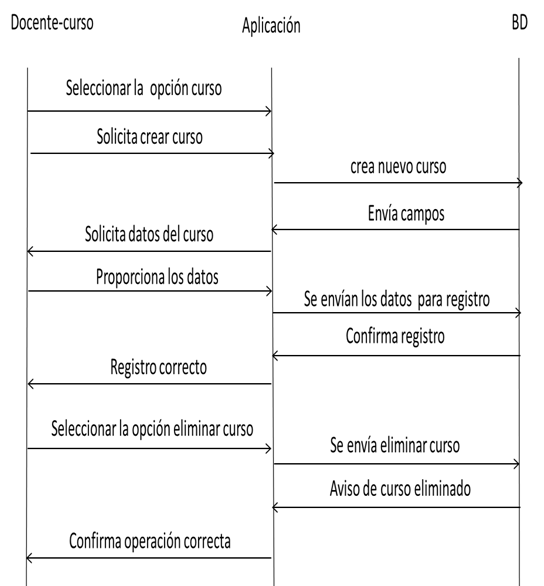 Docente-curso
Aplicación
BD
Seleccionar la opción curso
Solicita crear curso
crea nuevo curso
Envía campos
Solicita datos del curso
Proporciona los datos
Se envían los datos para registro
Confirma registro
Registro correcto
Seleccionar la opción eliminar curso
Se envía eliminar curso
Aviso de curso eliminado
Confirma operación correcta